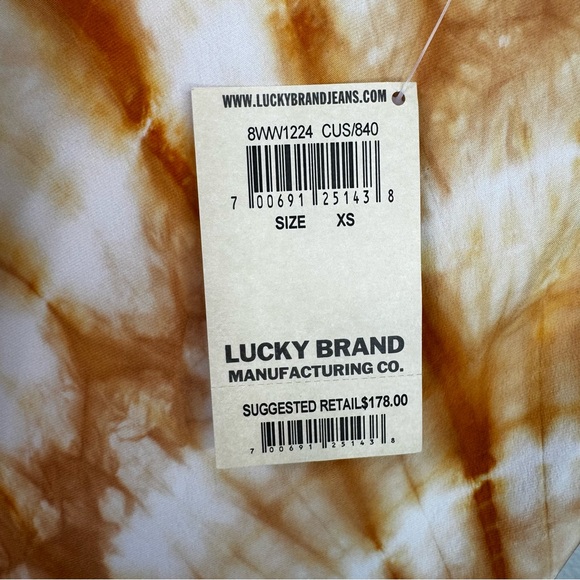 WWW.LUCKYBRANDJEANS.COM
8WW1224 CUS/840
7 00691 25143 8
SIZE XS
LUCKY BRAND
MANUFACTURING CO.
SUGGESTED RETAIL$178.00
7 00691 25143 8